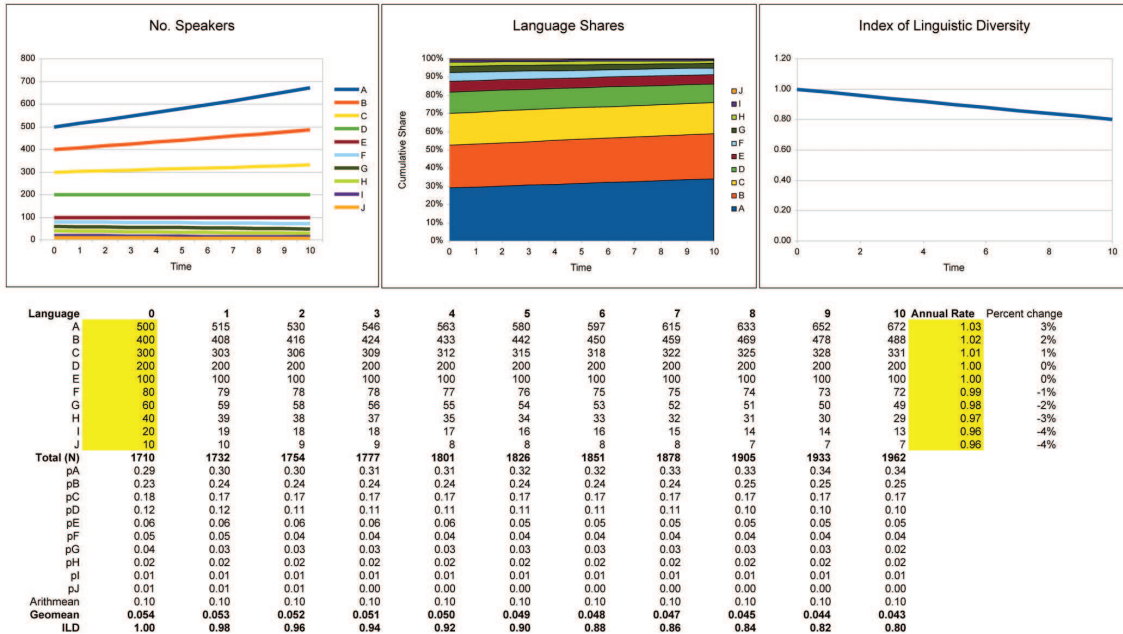 No. Speakers
800
700
600
500
400
300
200
100
0
0 1 2 3 4 5 6 7 8 9 10
Time
A
B
C
D
E
F
G
H
I
J
Language Shares
Cumulative Share
100%
90%
80%
70%
60%
50%
40%
30%
20%
10%
0%
0 1 2 3 4 5 6 7 8 9 10
Time
J
I
H
G
F
E
D
C
B
A
Index of Linguistic Diversity
1.20
1.00
0.80
0.60
0.40
0.20
0.00
0 2 4 6 8 10
Time
Language 0 1 2 3 4 5 6 7 8 9 10 Annual Rate Percent change
A 500 515 530 546 563 580 597 615 633 652 672 1.03 3%
B 400 408 416 424 433 442 450 459 469 478 488 1.02 2%
C 300 303 306 309 312 315 318 322 325 328 331 1.01 1%
D 200 200 200 200 200 200 200 200 200 200 200 1.00 0%
E 100 100 100 100 100 100 100 100 100 100 100 1.00 0%
F 80 79 78 78 77 76 75 75 74 73 72 0.99 -1%
G 60 59 58 56 55 54 53 52 51 50 49 0.98 -2%
H 40 39 38 37 35 34 33 32 31 30 29 0.97 -3%
I 20 19 18 18 17 16 16 15 14 14 13 0.96 -4%
J 10 10 9 9 8 8 8 8 7 7 7 0.96 -4%
Total (N) 1710 1732 1754 1777 1801 1826 1851 1878 1905 1933 1962
pA 0.29 0.30 0.30 0.31 0.31 0.32 0.32 0.33 0.33 0.34 0.34
pB 0.23 0.24 0.24 0.24 0.24 0.24 0.24 0.24 0.25 0.25 0.25
pC 0.18 0.17 0.17 0.17 0.17 0.17 0.17 0.17 0.17 0.17 0.17
pD 0.12 0.12 0.11 0.11 0.11 0.11 0.11 0.11 0.10 0.10 0.10
pE 0.06 0.06 0.06 0.06 0.06 0.05 0.05 0.05 0.05 0.05 0.05
pF 0.05 0.05 0.04 0.04 0.04 0.04 0.04 0.04 0.04 0.04 0.04
pG 0.04 0.03 0.03 0.03 0.03 0.03 0.03 0.03 0.03 0.03 0.02
pH 0.02 0.02 0.02 0.02 0.02 0.02 0.02 0.02 0.02 0.02 0.02
pI 0.01 0.01 0.01 0.01 0.01 0.01 0.01 0.01 0.01 0.01 0.01
pJ 0.01 0.01 0.01 0.00 0.00 0.00 0.00 0.00 0.00 0.00 0.00
Arithmean 0.10 0.10 0.10 0.10 0.10 0.10 0.10 0.10 0.10 0.10 0.10
Geomean 0.054 0.053 0.052 0.051 0.050 0.049 0.048 0.047 0.045 0.044 0.043
ILD 1.00 0.98 0.96 0.94 0.92 0.90 0.88 0.86 0.84 0.82 0.80